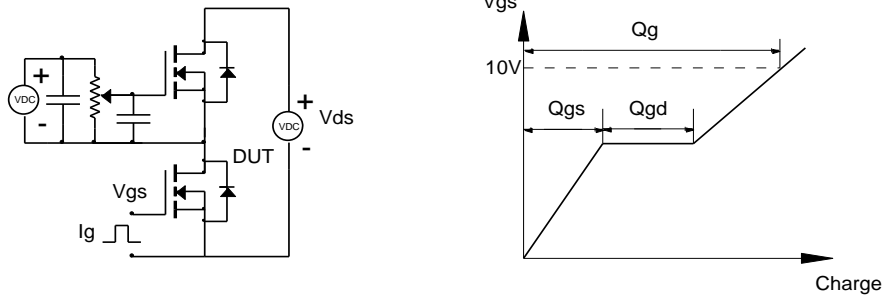 +
VDC
-
+
VDC
-
Vds
DUT
Vgs
Ig
Vgs
Qg
10V
Qgs
Qgd
Charge